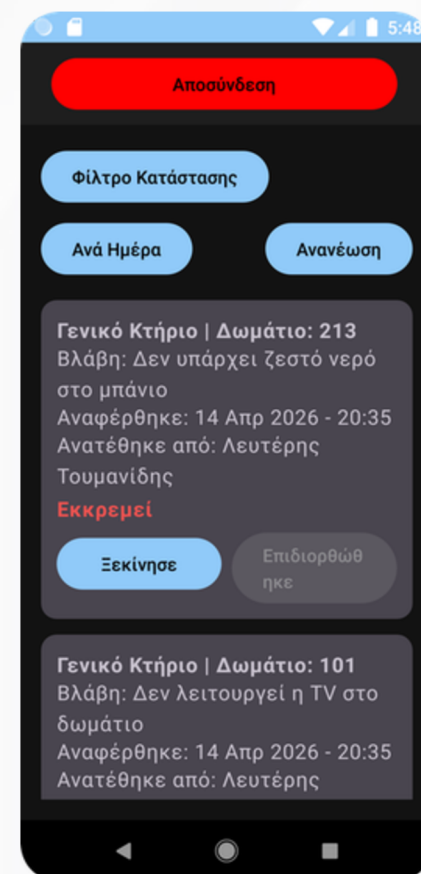 5:48
Αποσύνδεση
Φίλτρο Κατάστασης
Ανά Ημέρα
Ανανέωση
Γενικό Κτήριο | Δωμάτιο: 213
Βλάβη: Δεν υπάρχει ζεστό νερό
στο μπάνιο
Αναφέρθηκε: 14 Απρ 2026 - 20:35
Ανατέθηκε από: Λευτέρης
Τουμανίδης
Εκκρεμεί
Ξεκίνησε
Επιδιορθώθ
ηκε
Γενικό Κτήριο | Δωμάτιο: 101
Βλάβη: Δεν λειτουργεί η TV στο
δωμάτιο
Αναφέρθηκε: 14 Απρ 2026 - 20:35
Ανατέθηκε από: Λευτέρης